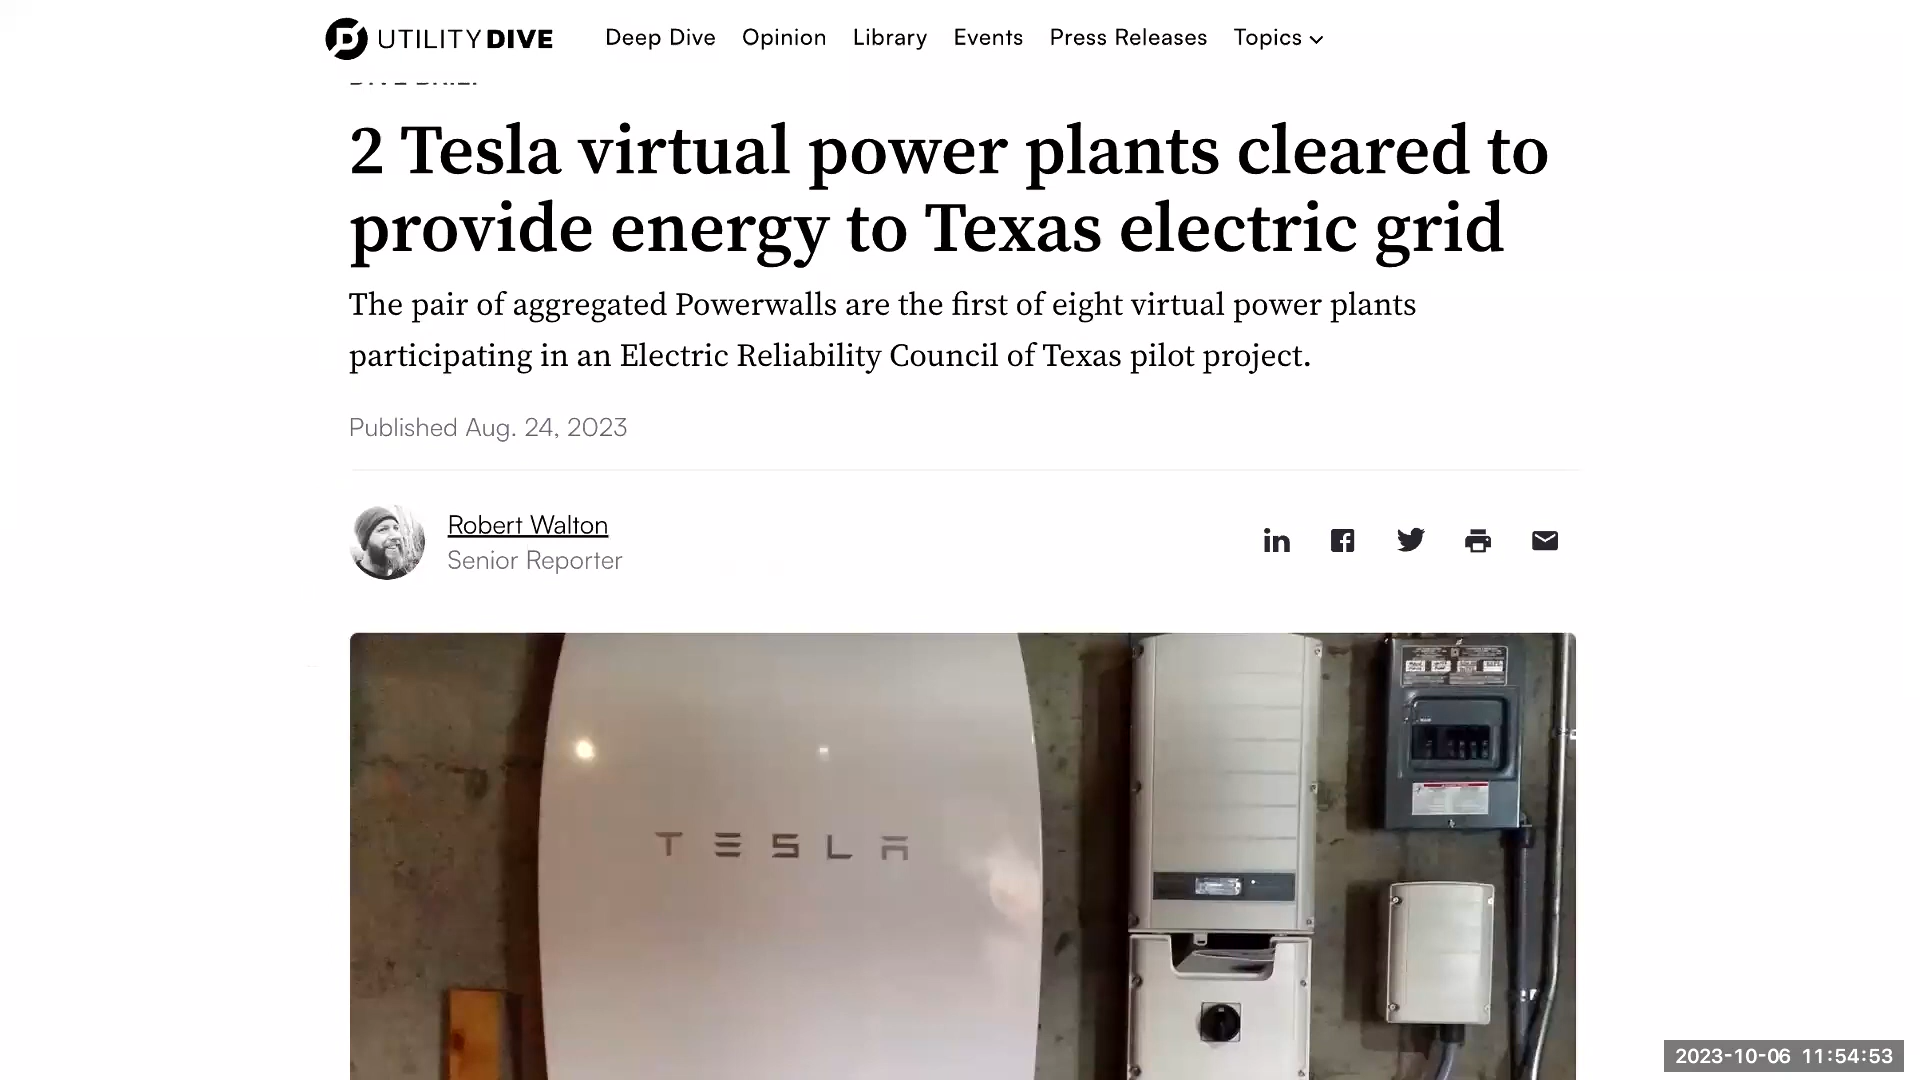 UTILITY DIVE Deep Dive Opinion Library Events Press Releases Topics
DIVE BRIEF
2 Tesla virtual power plants cleared to
provide energy to Texas electric grid
The pair of aggregated Powerwalls are the first of eight virtual power plants
participating in an Electric Reliability Council of Texas pilot project.
Published Aug. 24, 2023
Robert Walton
Senior Reporter
TESLA
2023-10-06 11:54:53